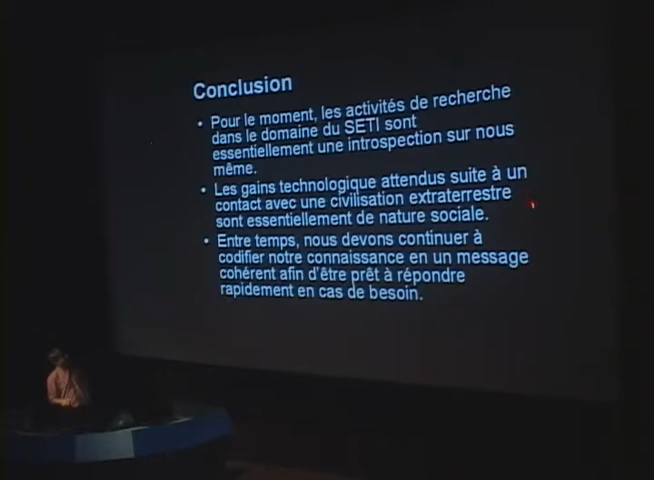 Conclusion
• Pour le moment, les activités de recherche
dans le domaine du SETI sont
essentiellement une introspection sur nous
même.
• Les gains technologique attendus suite à un
contact avec une civilisation extraterrestre
sont essentiellement de nature sociale.
• Entre temps, nous devons continuer à
codifier notre connaissance en un message
cohérent afin d'être prêt à répondre
rapidement en cas de besoin.